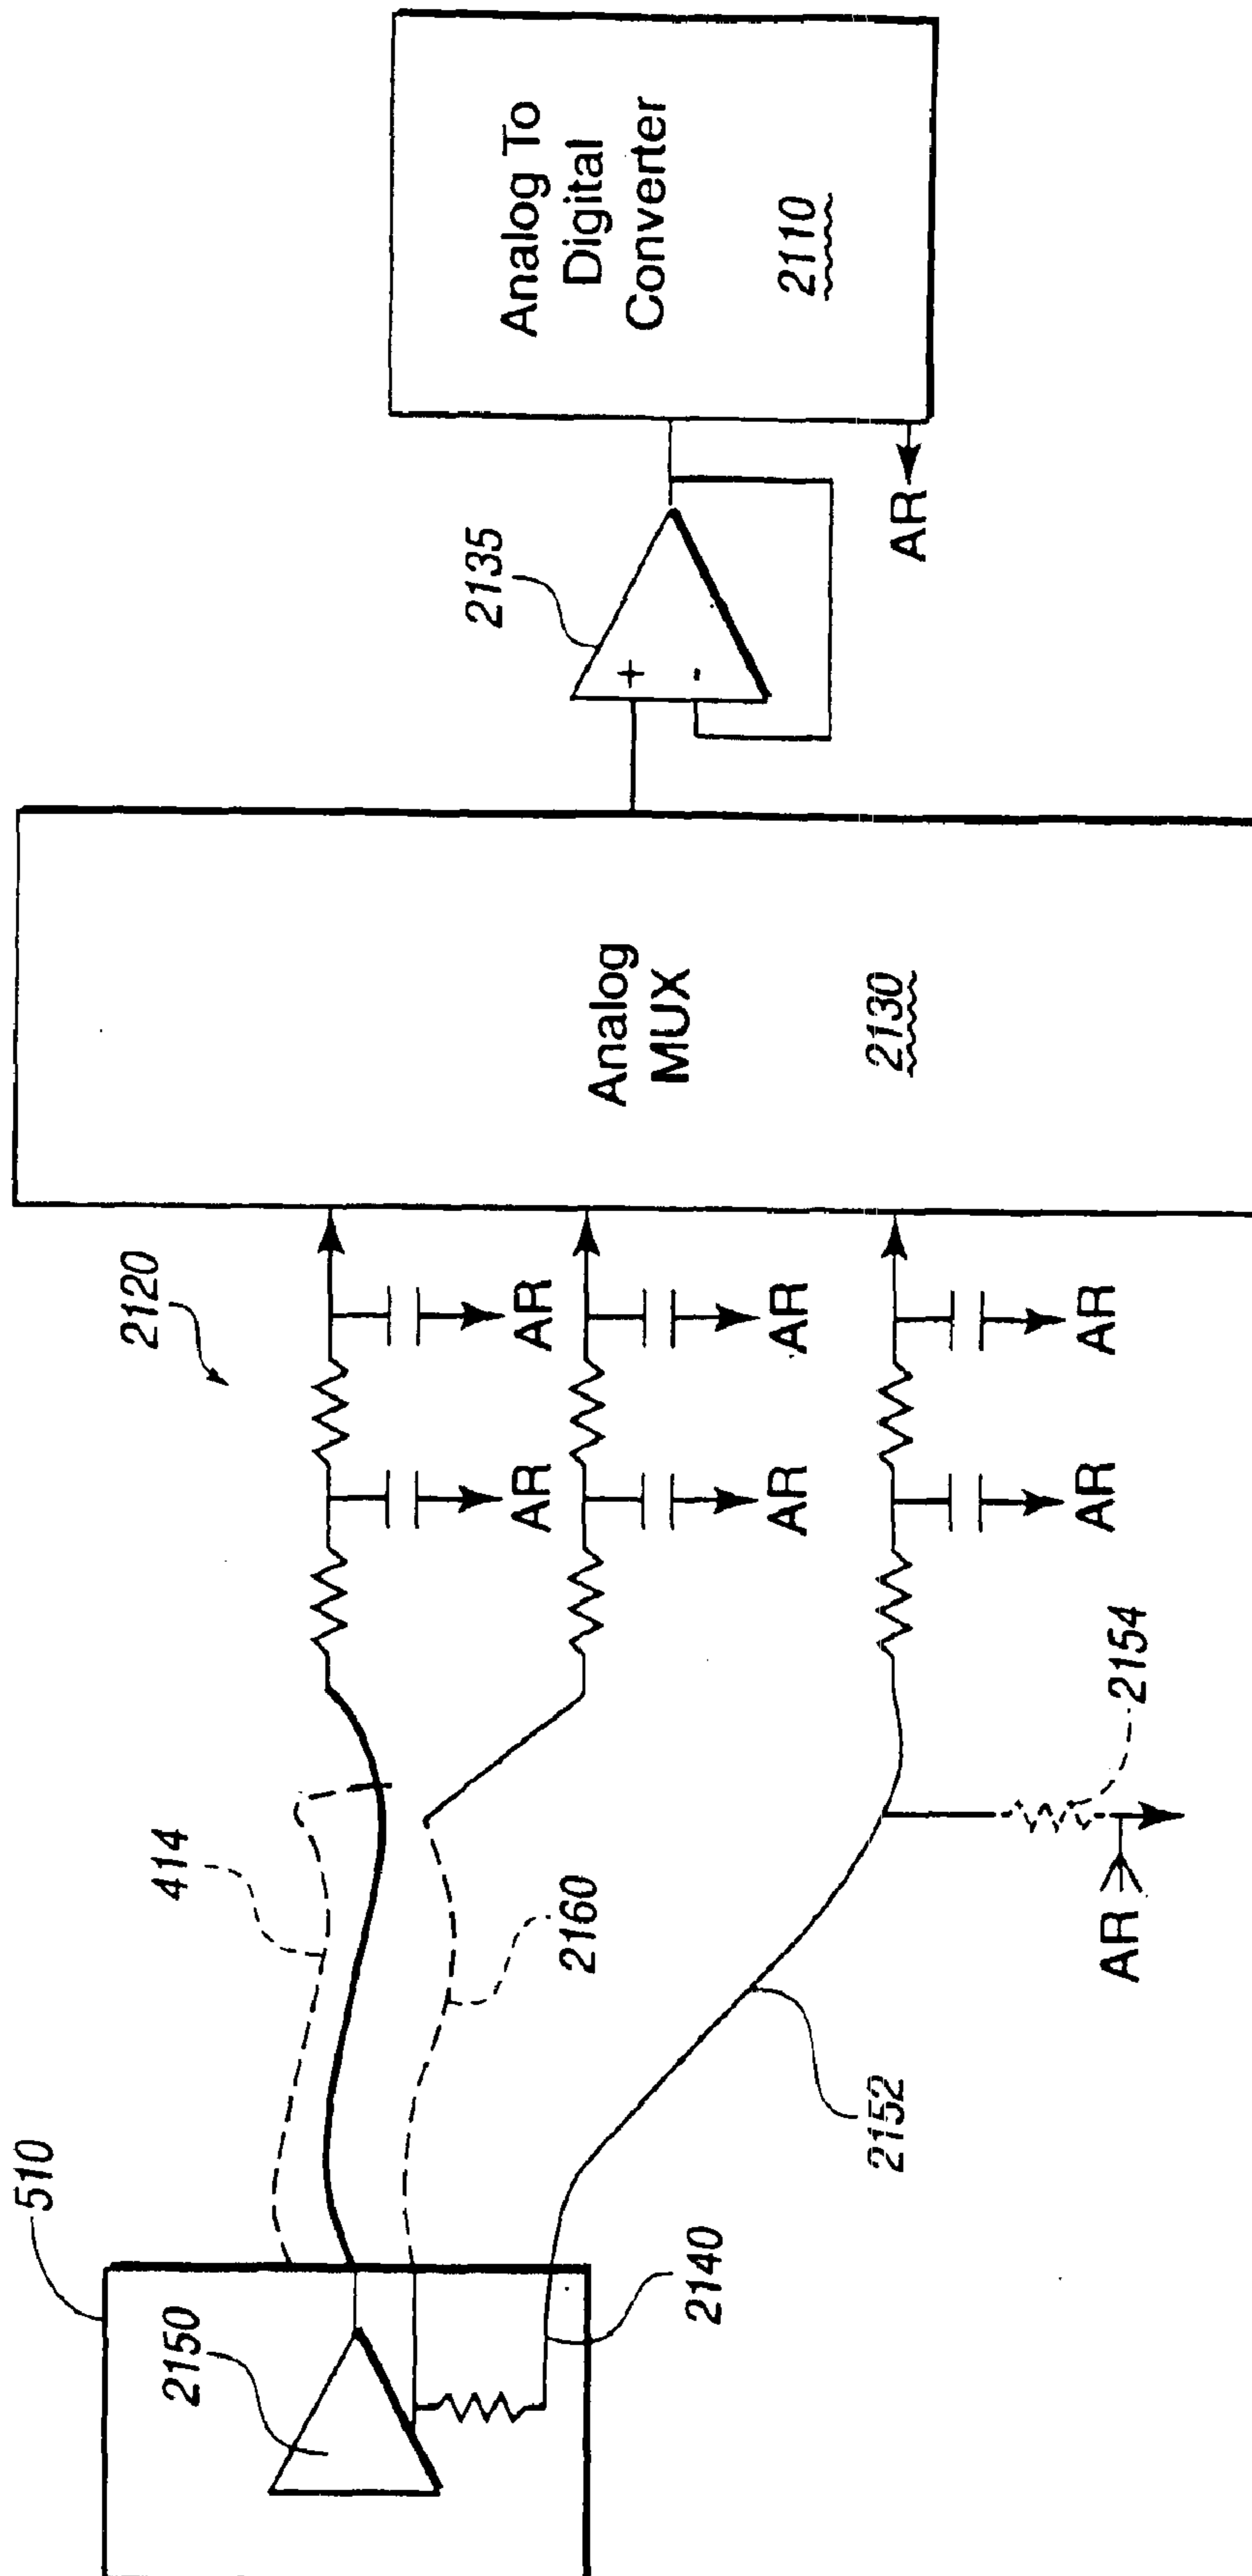 510
2150
2140
414
2160
2152
2154
AR
2120
AR
AR
AR
AR
AR
AR
Analog
MUX
2130
2135
+
-
Analog To
Digital
Converter
2110
AR